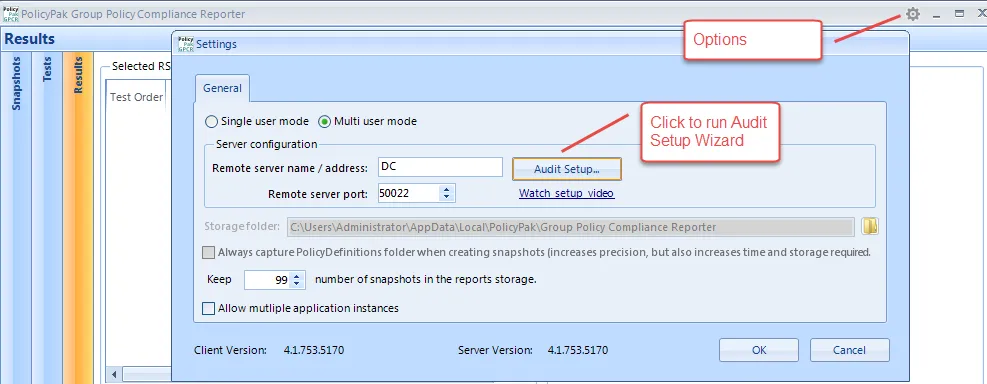 PolicyPak Group Policy Compliance Reporter
Options
Results
Policy Pak GPCR
Settings
Snapshots
Tests
Results
Selected RS
Test Order
General
Single user mode
Multi user mode
Click to run Audit
Setup Wizard
Server configuration
Remote server name / address:
DC
Audit Setup...
Remote server port:
50022
Watch setup video
Storage folder:
C:\Users\Administrator\AppData\Local\PolicyPak\Group Policy Compliance Reporter
Always capture PolicyDefinitions folder when creating snapshots (increases precision, but also increases time and storage required.
Keep 99 number of snapshots in the reports storage.
Allow mutliple application instances
Client Version: 4.1.753.5170
Server Version: 4.1.753.5170
OK
Cancel